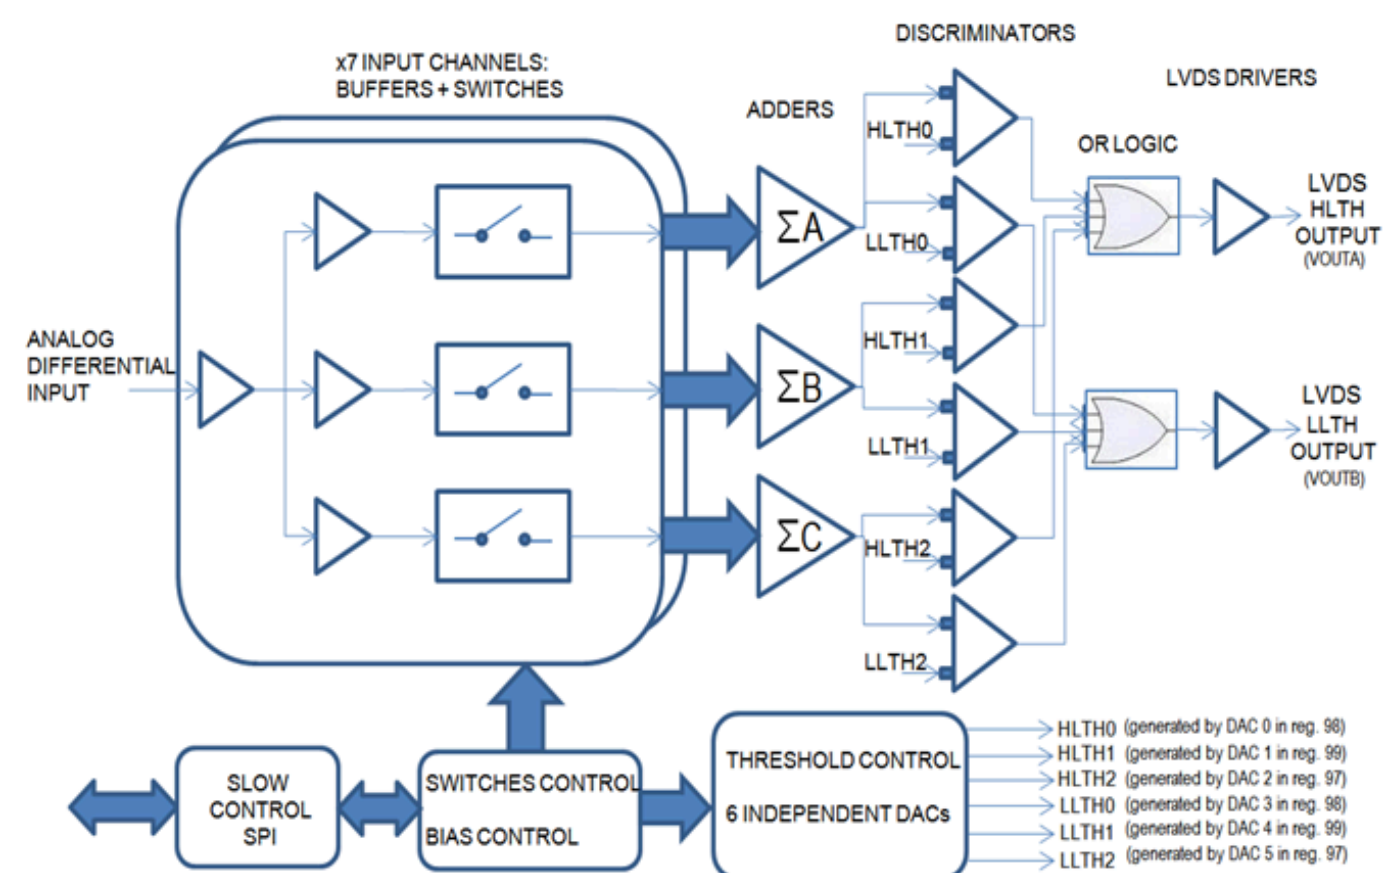 DISCRIMINATORS
x7 INPUT CHANNELS:
BUFFERS + SWITCHES
LVDS DRIVERS
ADDERS
HLTH0
OR LOGIC
LVDS
HLTH
OUTPUT
(VOUTA)
ΣA
LLTH0
ANALOG
DIFFERENTIAL
INPUT
HLTH1
ΣB
LVDS
LLTH
OUTPUT
(VOUTB)
LLTH1
ΣC
HLTH2
LLTH2
SLOW
CONTROL
SPI
SWITCHES CONTROL
BIAS CONTROL
THRESHOLD CONTROL
6 INDEPENDENT DACs
HLTH0 (generated by DAC 0 in reg. 98)
HLTH1 (generated by DAC 1 in reg. 99)
HLTH2 (generated by DAC 2 in reg. 97)
LLTH0 (generated by DAC 3 in reg. 98)
LLTH1 (generated by DAC 4 in reg. 99)
LLTH2 (generated by DAC 5 in reg. 97)